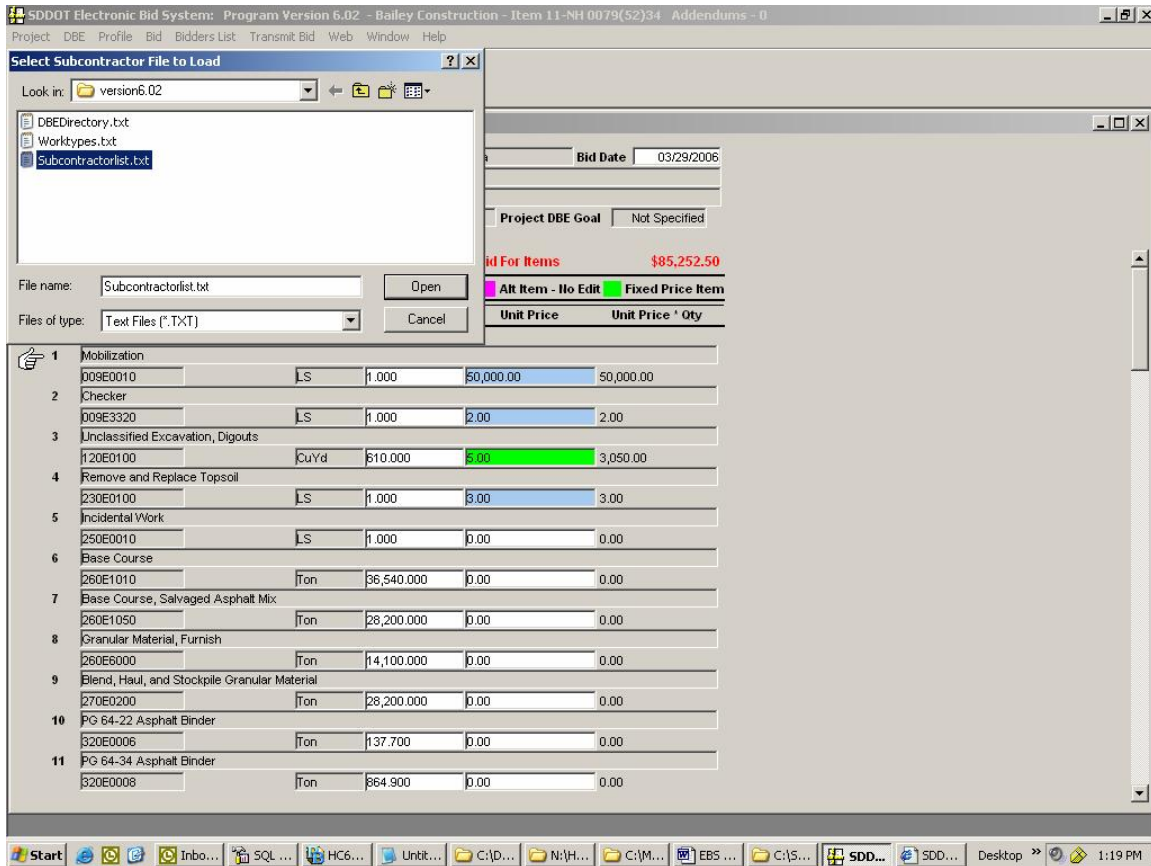 SDDOT Electronic Bid System: Program Version 6.02 - Bailey Construction - Item 11-NH 0079(52)34 Addendums - 0
Project DBE Profile Bid Bidders List Transmit Bid Web Window Help
Select Subcontractor File to Load
Look in: version6.02
DBEDirectory.txt
Worktypes.txt
Subcontractorlist.txt
File name: Subcontractorlist.txt Open
Files of type: Text Files (*.TXT) Cancel
Bid Date 03/29/2006
Project DBE Goal Not Specified
id For Items $85,252.50
Alt Item - No Edit Fixed Price Item
Unit Price Unit Price * Qty
1 Mobilization
009E0010 LS 1.000 50,000.00 50,000.00
2 Checker
009E3320 LS 1.000 2.00 2.00
3 Unclassified Excavation, Digouts
120E0100 CuYd 610.000 5.00 3,050.00
4 Remove and Replace Topsoil
230E0100 LS 1.000 3.00 3.00
5 Incidental Work
250E0010 LS 1.000 0.00 0.00
6 Base Course
260E1010 Ton 36,540.000 0.00 0.00
7 Base Course, Salvaged Asphalt Mix
260E1050 Ton 28,200.000 0.00 0.00
8 Granular Material, Furnish
260E6000 Ton 14,100.000 0.00 0.00
9 Blend, Haul, and Stockpile Granular Material
270E0200 Ton 28,200.000 0.00 0.00
10 PG 64-22 Asphalt Binder
320E0006 Ton 137.700 0.00 0.00
11 PG 64-34 Asphalt Binder
320E0008 Ton 864.900 0.00 0.00
Start Inbo... SQL ... HC6... Untit... C:\D... N:\H... C:\M... EBS ... C:\S... SDD... SDD... Desktop » 1:19 PM